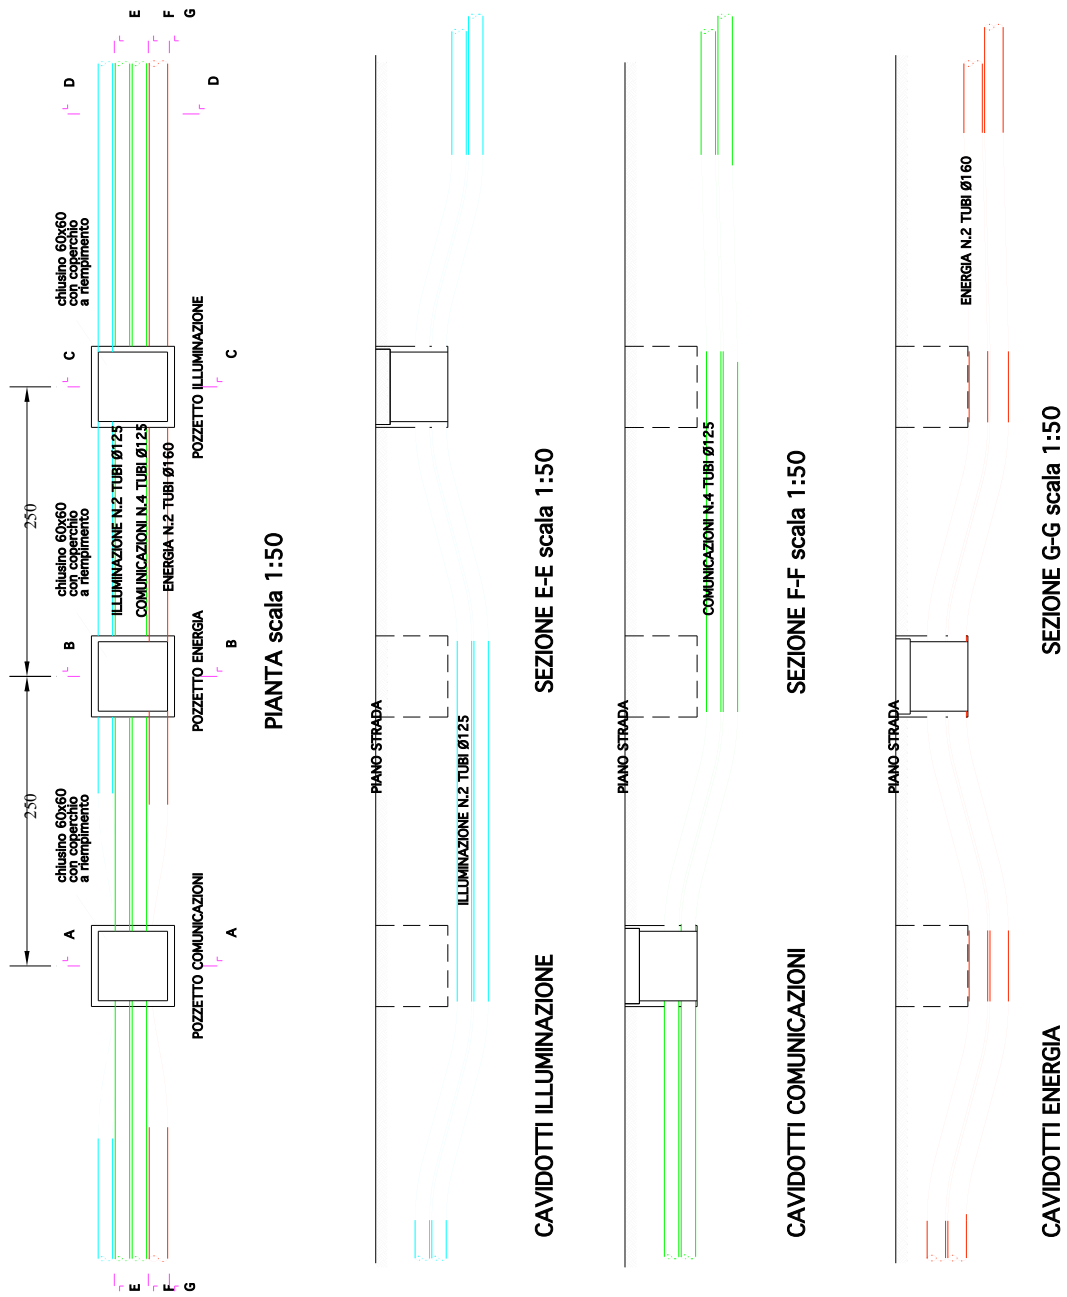 250
250
chiusino 60x60
con coperchio
a riempimento
chiusino 60x60
con coperchio
a riempimento
chiusino 60x60
con coperchio
a riempimento
A
B
C
D
E
F
G
ILLUMINAZIONE N.2 TUBI Ø125
COMUNICAZIONI N.4 TUBI Ø125
ENERGIA N.2 TUBI Ø160
E
F
G
POZZETTO COMUNICAZIONI
POZZETTO ENERGIA
POZZETTO ILLUMINAZIONE
A
B
C
D
PIANTA scala 1:50
PIANO STRADA
ILLUMINAZIONE N.2 TUBI Ø125
CAVIDOTTI ILLUMINAZIONE
SEZIONE E-E scala 1:50
PIANO STRADA
COMUNICAZIONI N.4 TUBI Ø125
CAVIDOTTI COMUNICAZIONI
SEZIONE F-F scala 1:50
PIANO STRADA
ENERGIA N.2 TUBI Ø160
CAVIDOTTI ENERGIA
SEZIONE G-G scala 1:50